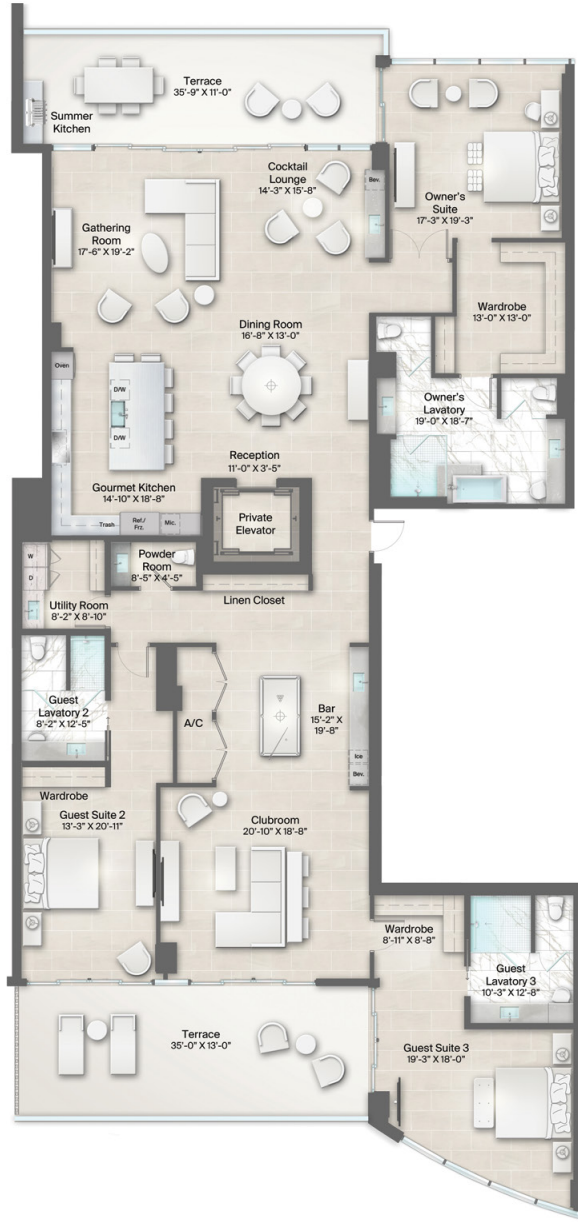 Terrace
35'-9" X 11'-0"
Summer
Kitchen
Cocktail
Lounge
14'-3" X 15'-8"
Bev.
Owner's
Suite
17'-3" X 19'-3"
Gathering
Room
17'-6" X 19'-2"
Wardrobe
13'-0" X 13'-0"
Dining Room
16'-8" X 13'-0"
Oven
D/W
D/W
Owner's
Lavatory
19'-0" X 18'-7"
Reception
11'-0" X 3'-5"
Gourmet Kitchen
14'-10" X 18'-8"
Trash
Ref./
Frz.
Mic.
Private
Elevator
W
D
Powder
Room
8'-5" X 4'-5"
Utility Room
8'-2" X 8'-10"
Linen Closet
Guest
Lavatory 2
8'-2" X 12'-5"
A/C
Bar
15'-2" X
19'-8"
Ice
Bev.
Wardrobe
Guest Suite 2
13'-3" X 20'-11"
Clubroom
20'-10" X 18'-8"
Wardrobe
8'-11" X 8'-8"
Guest
Lavatory 3
10'-3" X 12'-8"
Terrace
35'-0" X 13'-0"
Guest Suite 3
19'-3" X 18'-0"